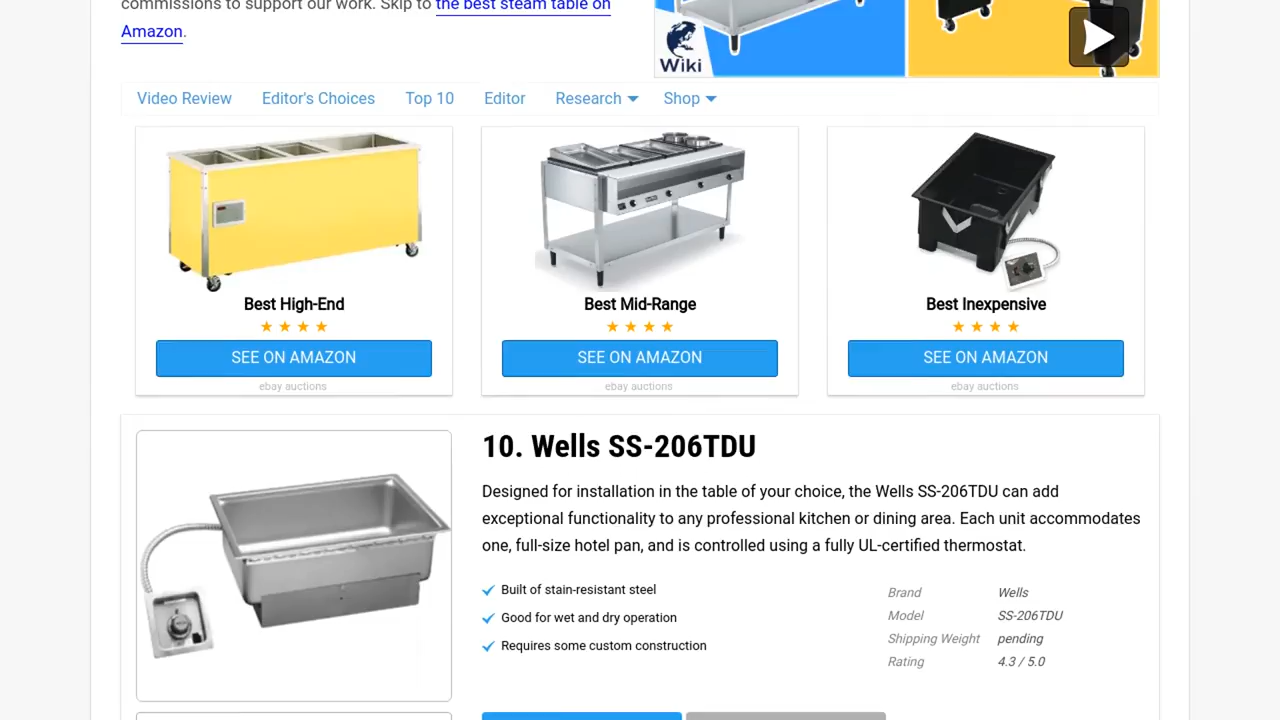 commissions to support our work. Skip to the best steam table on
Amazon.
Wiki
Video Review Editor's Choices Top 10 Editor Research Shop
Best High-End
SEE ON AMAZON
ebay auctions
Best Mid-Range
SEE ON AMAZON
ebay auctions
Best Inexpensive
SEE ON AMAZON
ebay auctions
10. Wells SS-206TDU
Designed for installation in the table of your choice, the Wells SS-206TDU can add
exceptional functionality to any professional kitchen or dining area. Each unit accommodates
one, full-size hotel pan, and is controlled using a fully UL-certified thermostat.
Built of stain-resistant steel
Good for wet and dry operation
Requires some custom construction
Brand Wells
Model SS-206TDU
Shipping Weight pending
Rating 4.3 / 5.0